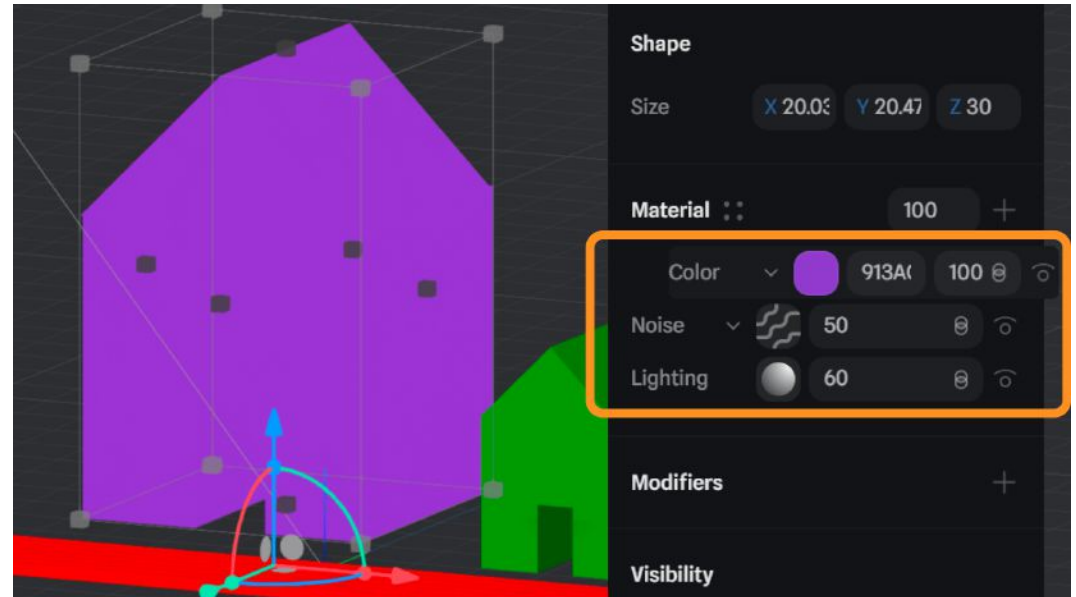 Shape
Size X 20.03 Y 20.47 Z 30
Material 100
Color 913A 100
Noise 50
Lighting 60
Modifiers
Visibility